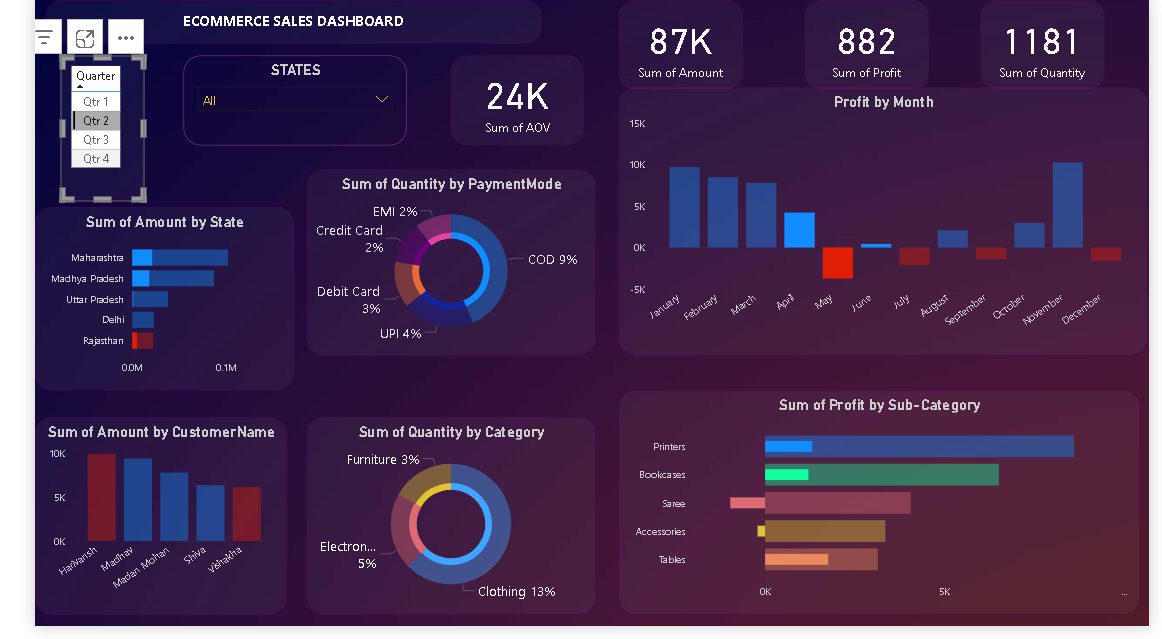 ECOMMERCE SALES DASHBOARD
Quarter
Qtr 1
Qtr 2
Qtr 3
Qtr 4
STATES
All
24K
Sum of AOV
87K
Sum of Amount
882
Sum of Profit
1181
Sum of Quantity
Profit by Month
15K
10K
5K
0K
-5K
January
February
March
April
May
June
July
August
September
October
November
December
Sum of Amount by State
Maharashtra
Madhya Pradesh
Uttar Pradesh
Delhi
Rajasthan
0.0M
0.1M
Sum of Quantity by PaymentMode
EMI 2%
Credit Card
2%
COD 9%
Debit Card
3%
UPI 4%
Sum of Amount by CustomerName
10K
5K
0K
Harivansh
Madhav
Madan Mohan
Shiva
Vishakha
Sum of Quantity by Category
Furniture 3%
Electron...
5%
Clothing 13%
Sum of Profit by Sub-Category
Printers
Bookcases
Saree
Accessories
Tables
0K
5K
...